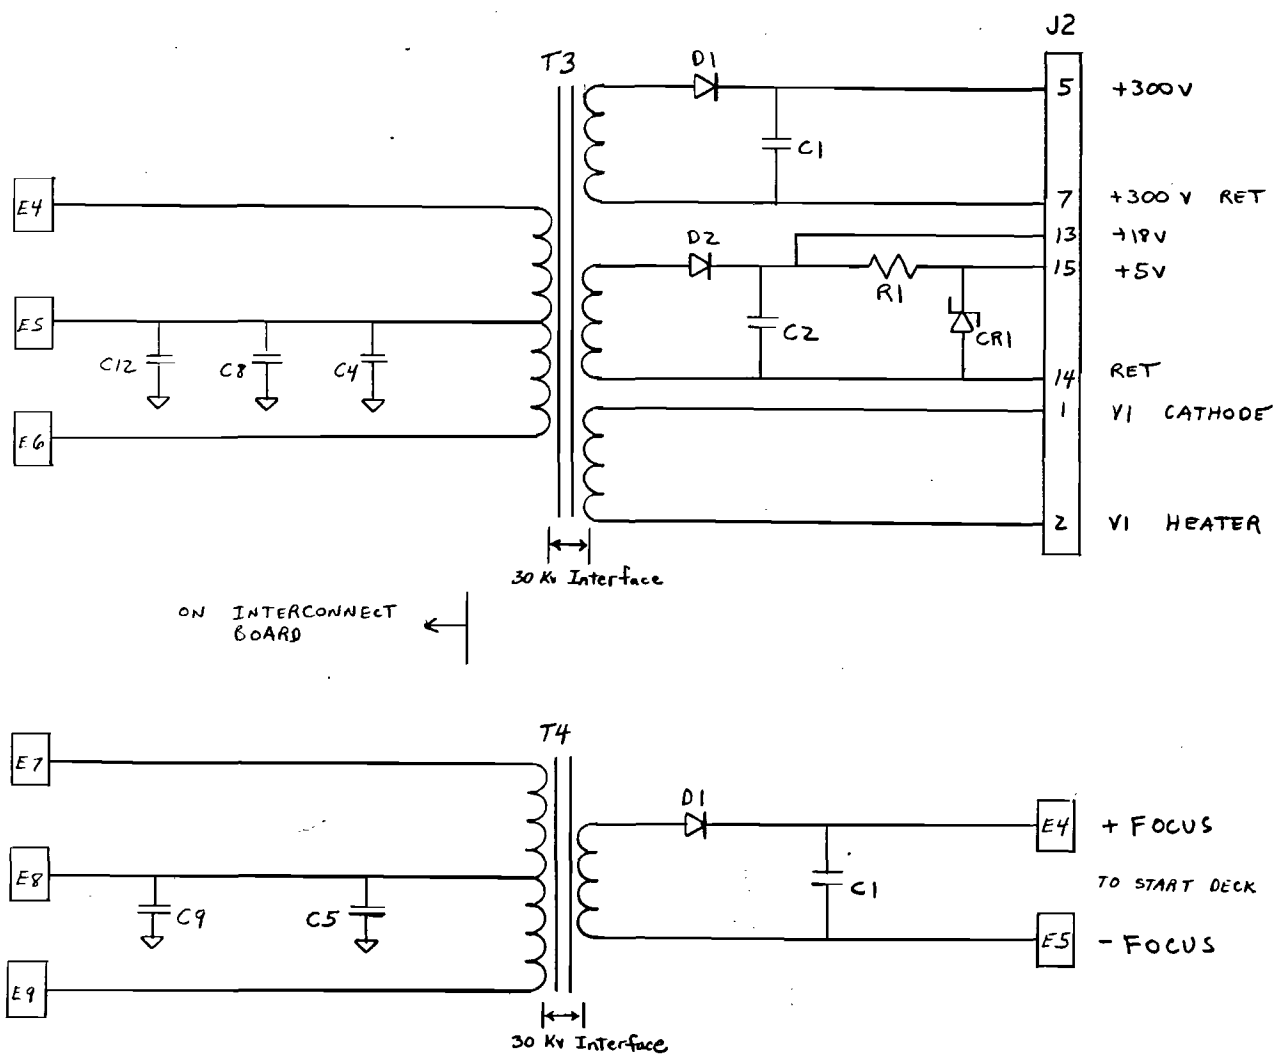 J2
T3
D1
5 +300V
C1
E4
7 +300V RET
13 +18V
D2
15 +5V
R1
E5
C12
C8
C4
C2
CR1
14 RET
1 V1 CATHODE
E6
2 V1 HEATER
30 Kv Interface
ON INTERCONNECT
BOARD
T4
E7
D1
E4 + FOCUS
E8
C1
TO START DECK
C9
C5
E5 - FOCUS
E9
30 Kv Interface